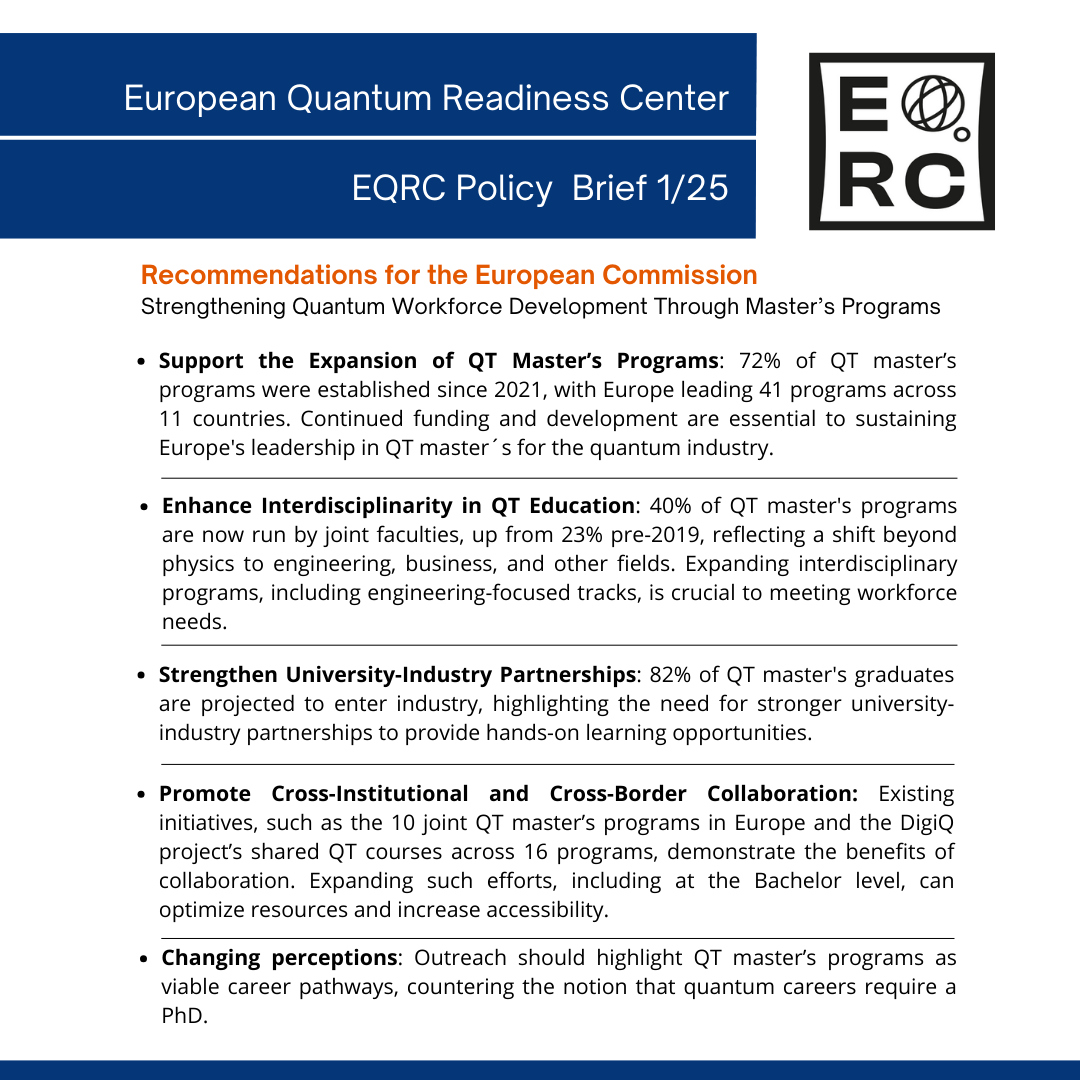 European Quantum Readiness Center
EQRC Policy  Brief 1/25
E Q
RC
Recommendations for the European Commission
Strengthening Quantum Workforce Development Through Master’s Programs
• Support the Expansion of QT Master’s Programs: 72% of QT master’s
programs were established since 2021, with Europe leading 41 programs across
11 countries. Continued funding and development are essential to sustaining
Europe's leadership in QT master´s for the quantum industry.
• Enhance Interdisciplinarity in QT Education: 40% of QT master's programs
are now run by joint faculties, up from 23% pre-2019, reflecting a shift beyond
physics to engineering, business, and other fields. Expanding interdisciplinary
programs, including engineering-focused tracks, is crucial to meeting workforce
needs.
• Strengthen University-Industry Partnerships: 82% of QT master's graduates
are projected to enter industry, highlighting the need for stronger university-
industry partnerships to provide hands-on learning opportunities.
• Promote Cross-Institutional and Cross-Border Collaboration: Existing
initiatives, such as the 10 joint QT master’s programs in Europe and the DigiQ
project’s shared QT courses across 16 programs, demonstrate the benefits of
collaboration. Expanding such efforts, including at the Bachelor level, can
optimize resources and increase accessibility.
• Changing perceptions: Outreach should highlight QT master’s programs as
viable career pathways, countering the notion that quantum careers require a
PhD.